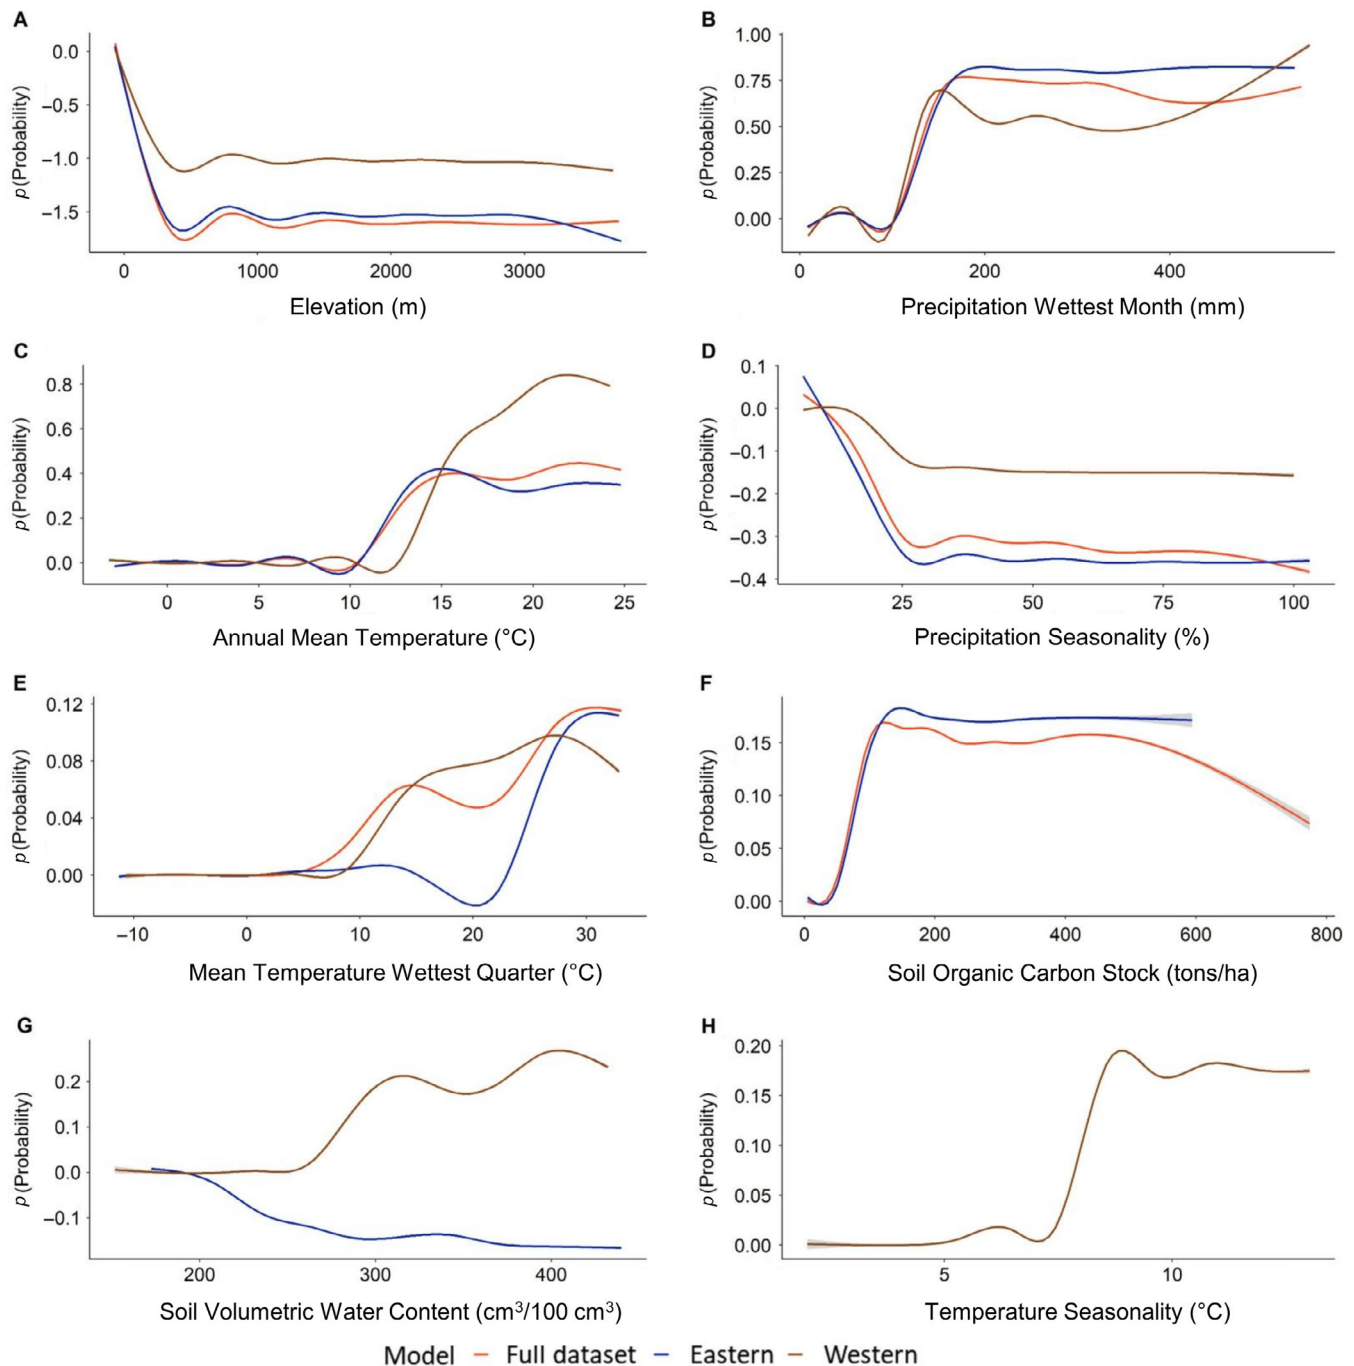 A
B
p (Probability)
0.0
−0.5
−1.0
−1.5
0
1000
2000
3000
Elevation (m)
p (Probability)
1.00
0.75
0.50
0.25
0.00
0
200
400
Precipitation Wettest Month (mm)
C
D
p (Probability)
0.8
0.6
0.4
0.2
0.0
0
5
10
15
20
25
Annual Mean Temperature (°C)
p (Probability)
0.1
0.0
−0.1
−0.2
−0.3
−0.4
25
50
75
100
Precipitation Seasonality (%)
E
F
p (Probability)
0.12
0.08
0.04
0.00
−10
0
10
20
30
Mean Temperature Wettest Quarter (°C)
p (Probability)
0.15
0.10
0.05
0.00
0
200
400
600
800
Soil Organic Carbon Stock (tons/ha)
G
H
p (Probability)
0.2
0.1
0.0
−0.1
200
300
400
Soil Volumetric Water Content (cm³/100 cm³)
p (Probability)
0.20
0.15
0.10
0.05
0.00
5
10
Temperature Seasonality (°C)
Model Full dataset Eastern Western